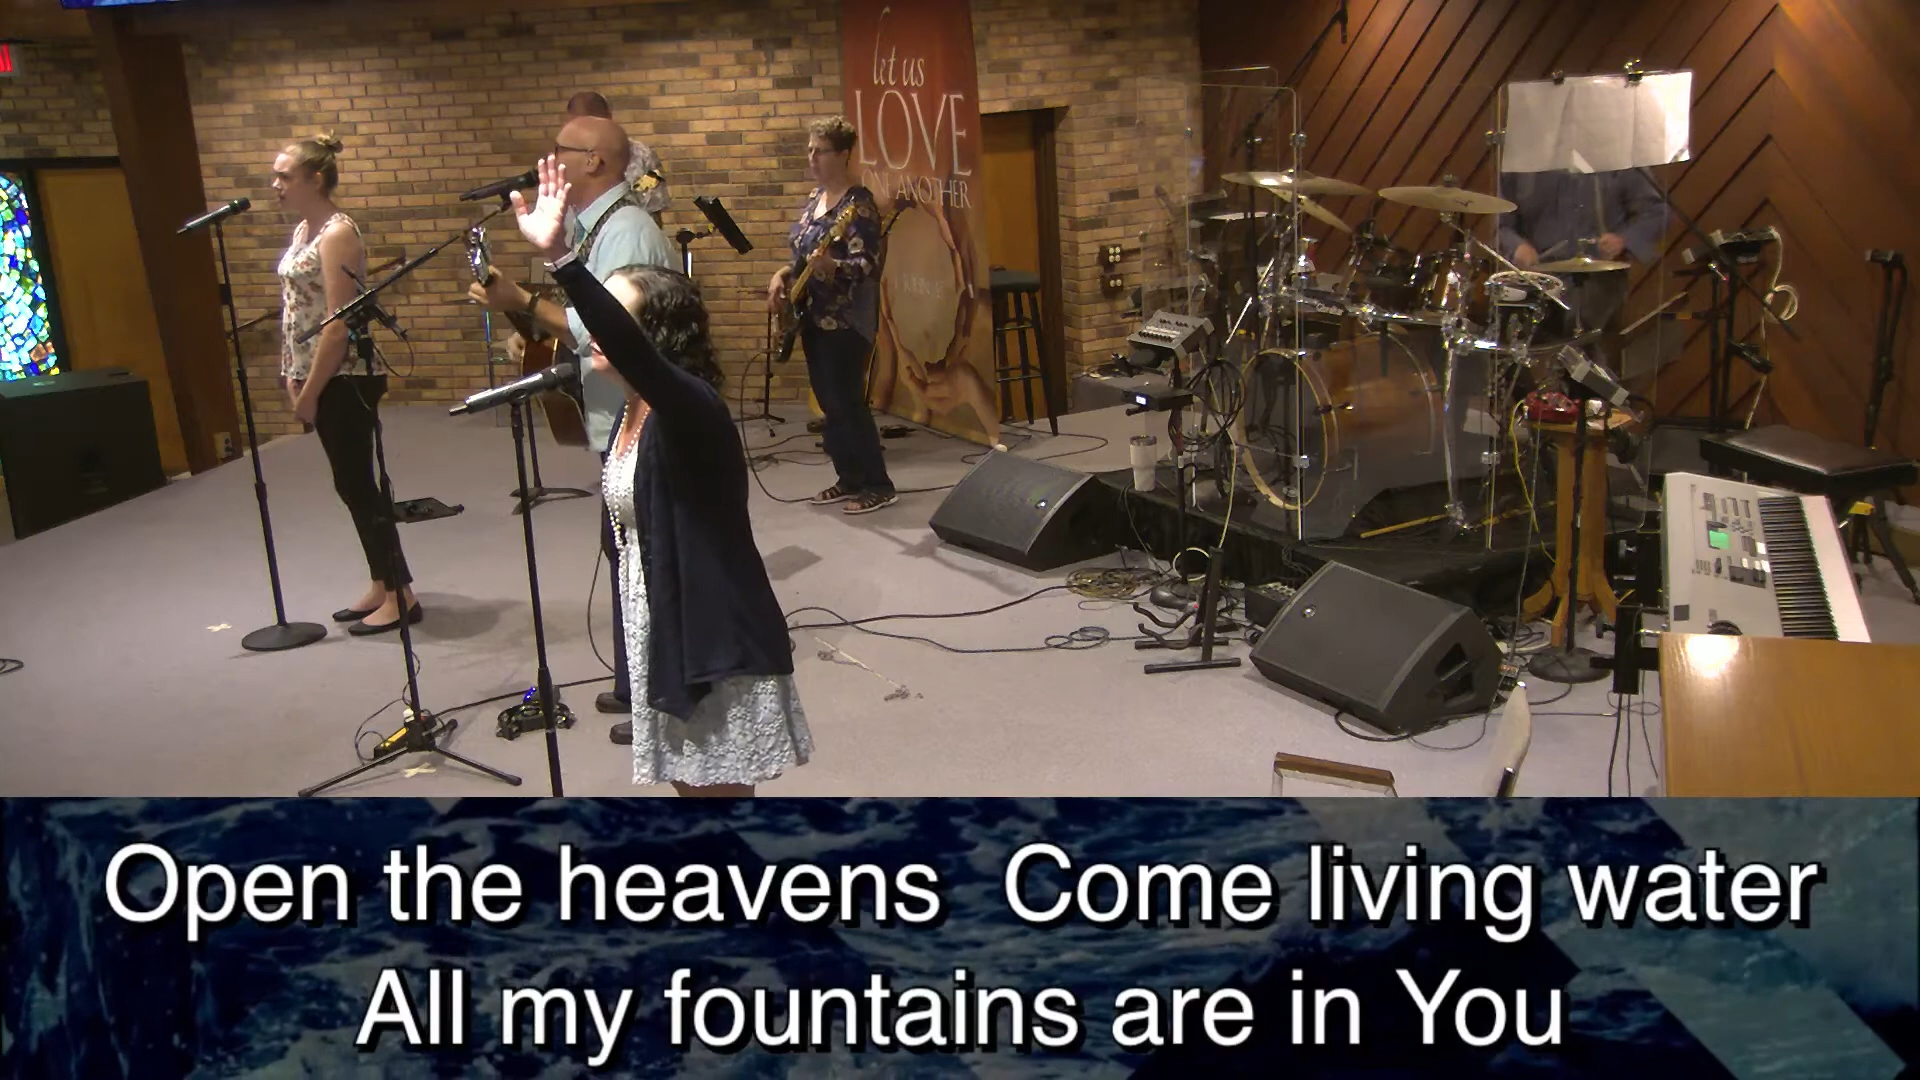 let us
LOVE
ONE ANOTHER
Open the heavens  Come living water
All my fountains are in You